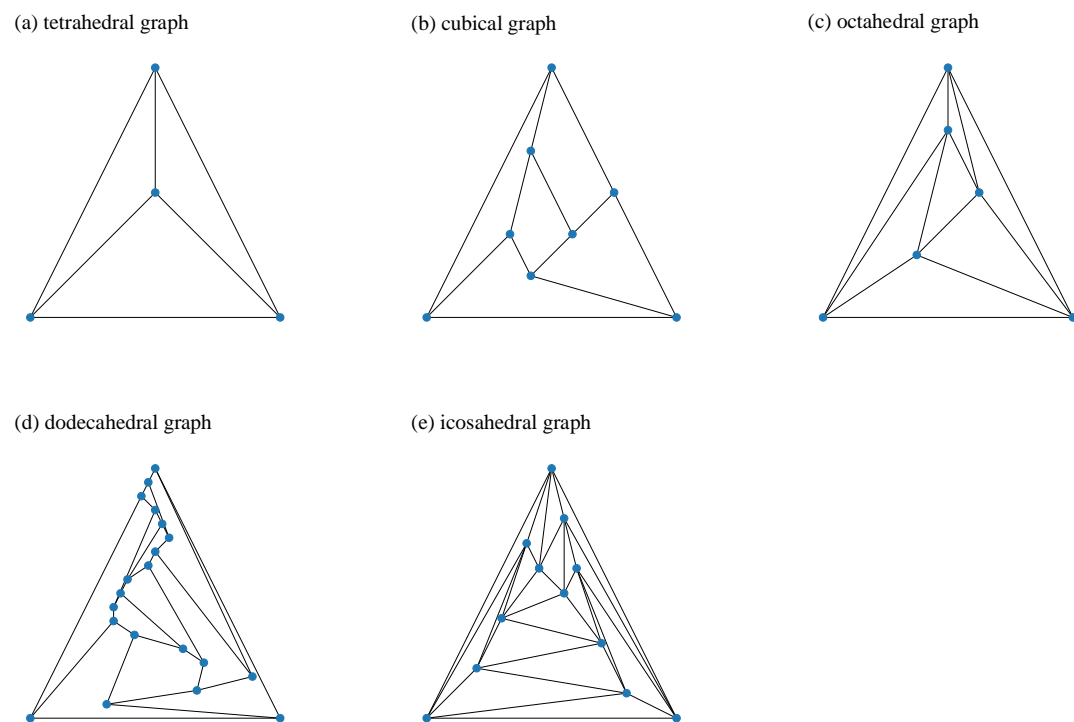 (a) tetrahedral graph
(b) cubical graph
(c) octahedral graph
(d) dodecahedral graph
(e) icosahedral graph